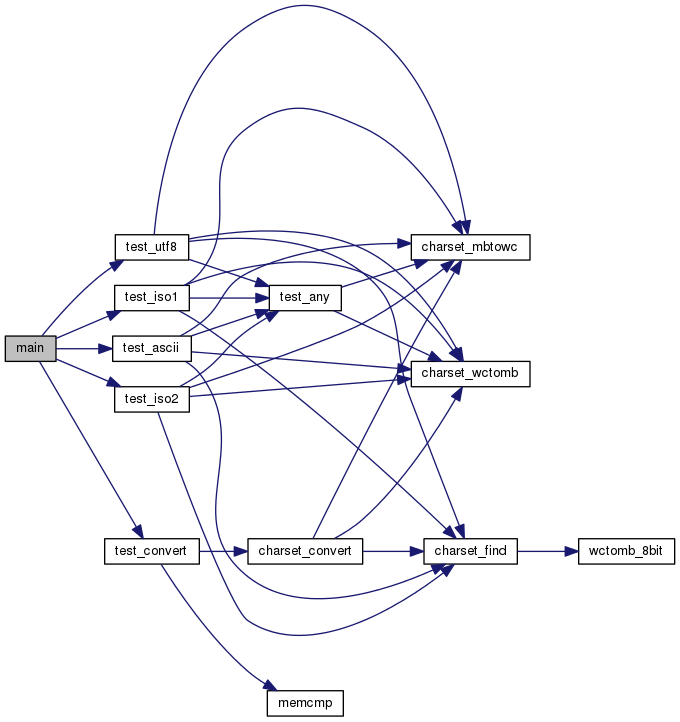 test_utf8
charset_mbtowc
test_iso1
test_any
main
test_ascii
charset_wctomb
test_iso2
test_convert
charset_convert
charset_find
wctomb_8bit
memcmp